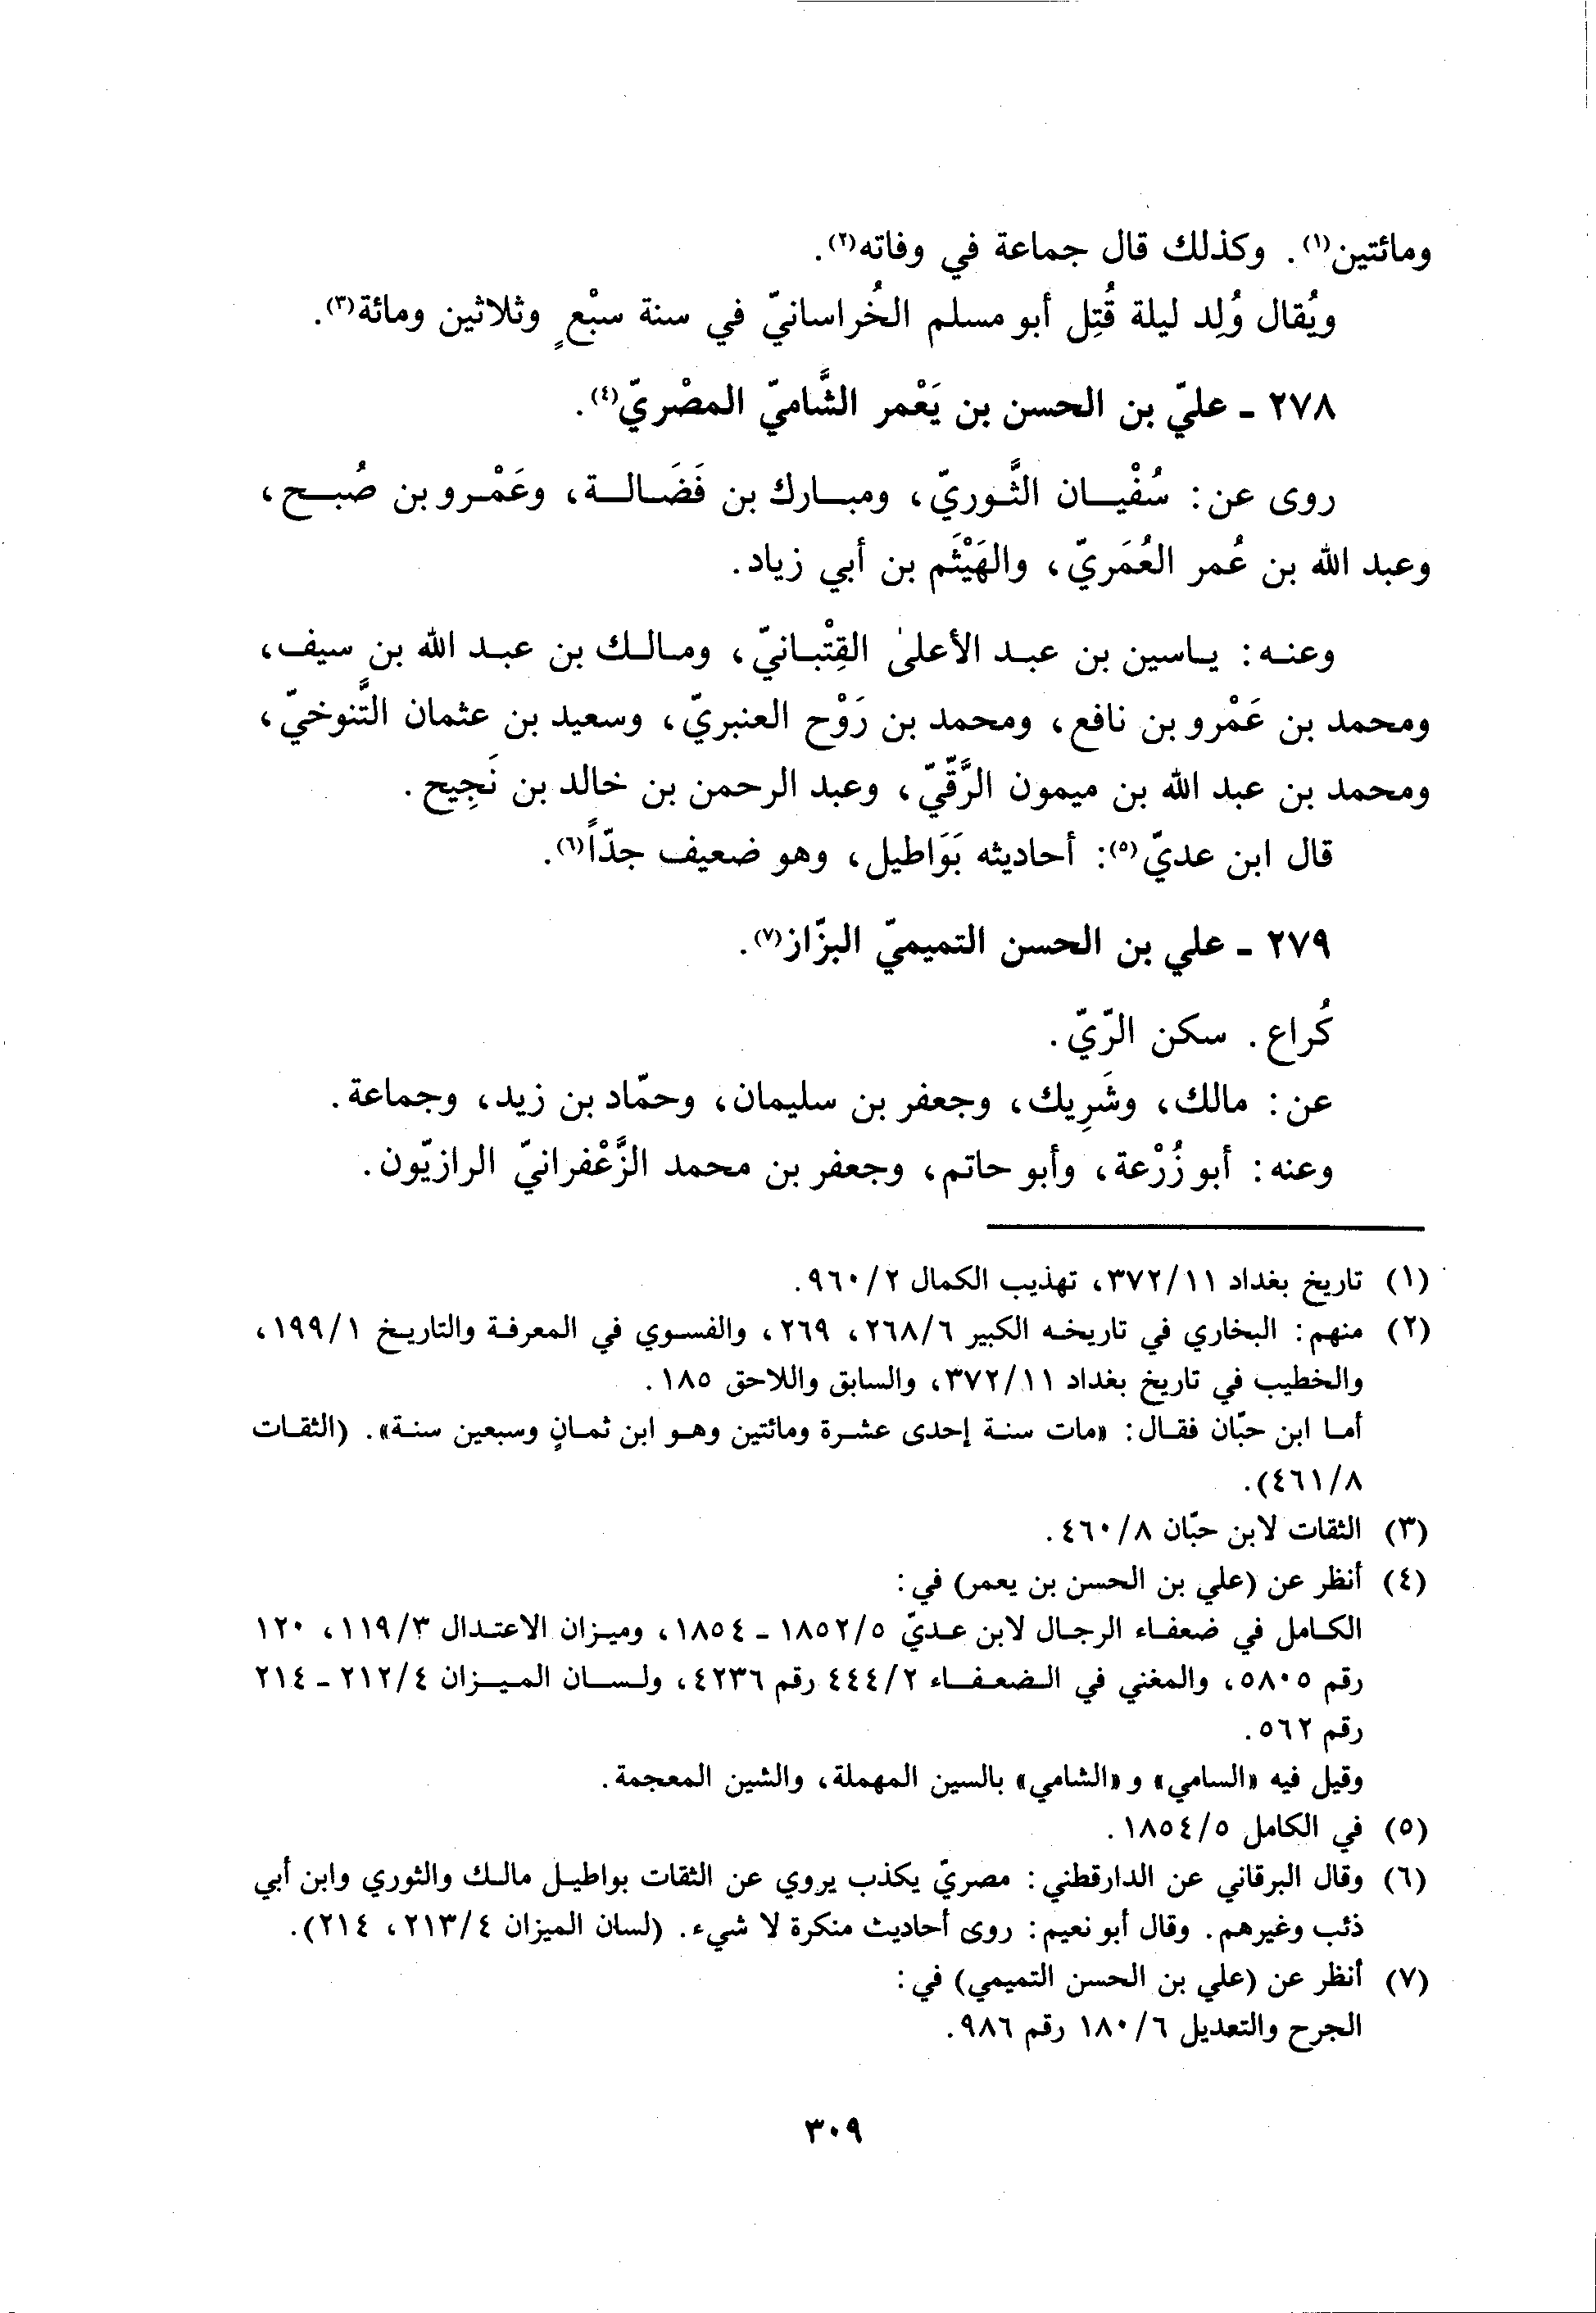 ومائتين(١). وكذلك قال جماعة في وفاته(٢).
ويُقال وُلِد ليلة قُتِل أبو مسلم الخُراسانيّ في سنة سبْعٍ وثلاثين ومائة(٣).
٢٧٨ ـ عليّ بن الحسن بن يَعْمر الشَّاميّ المصْريّ(٤).
روى عن: سُفْيان الثَّوريّ، ومبارك بن فَضَالة، وعَمْرو بن صُبح،
وعبد الله بن عُمر العُمَريّ، والهَيْثَم بن أبي زياد.
وعنه: ياسين بن عبد الأعلىٰ القِتْبانيّ، ومالك بن عبد الله بن سيف،
ومحمد بن عَمْرو بن نافع، ومحمد بن رَوْح العنبريّ، وسعيد بن عثمان التَّنوخيّ،
ومحمد بن عبد الله بن ميمون الرَّقّيّ، وعبد الرحمن بن خالد بن نَجِيح.
قال ابن عديّ(٥): أحاديثه بَوَاطيل، وهو ضعيف جدّاً(٦).
٢٧٩ ـ علي بن الحسن التميميّ البزّاز(٧).
كُراع. سكن الرّيّ.
عن: مالك، وشَرِيك، وجعفر بن سليمان، وحمّاد بن زيد، وجماعة.
وعنه: أبو زُرْعة، وأبو حاتم، وجعفر بن محمد الزَّعْفرانيّ الرازيّون.
(١) تاريخ بغداد ٣٧٢/١١، تهذيب الكمال ٩٦٠/٢.
(٢) منهم: البخاري في تاريخه الكبير ٢٦٨/٦، ٢٦٩، والفسوي في المعرفة والتاريخ ١٩٩/١،
والخطيب في تاريخ بغداد ٣٧٢/١١، والسابق واللاحق ١٨٥.
أما ابن حبّان فقال: «مات سنة إحدى عشرة ومائتين وهو ابن ثمانٍ وسبعين سنة». (الثقات
٤٦١/٨).
(٣) الثقات لابن حبّان ٤٦٠/٨.
(٤) أنظر عن (علي بن الحسن بن يعمر) في:
الكامل في ضعفاء الرجال لابن عديّ ١٨٥٢/٥ ـ ١٨٥٤، وميزان الاعتدال ١١٩/٣، ١٢٠
رقم ٥٨٠٥، والمغني في الضعفاء ٤٤٤/٢ رقم ٤٢٣٦، ولسان الميزان ٢١٢/٤ ـ ٢١٤
رقم ٥٦٢.
وقيل فيه «السامي» و «الشامي» بالسين المهملة، والشين المعجمة.
(٥) في الكامل ١٨٥٤/٥.
(٦) وقال البرقاني عن الدارقطني: مصريّ يكذب يروي عن الثقات بواطيل مالك والثوري وابن أبي
ذئب وغيرهم. وقال أبو نعيم: روى أحاديث منكرة لا شيء. (لسان الميزان ٢١٣/٤، ٢١٤).
(٧) أنظر عن (علي بن الحسن التميمي) في:
الجرح والتعديل ١٨٠/٦ رقم ٩٨٦.
٣٠٩